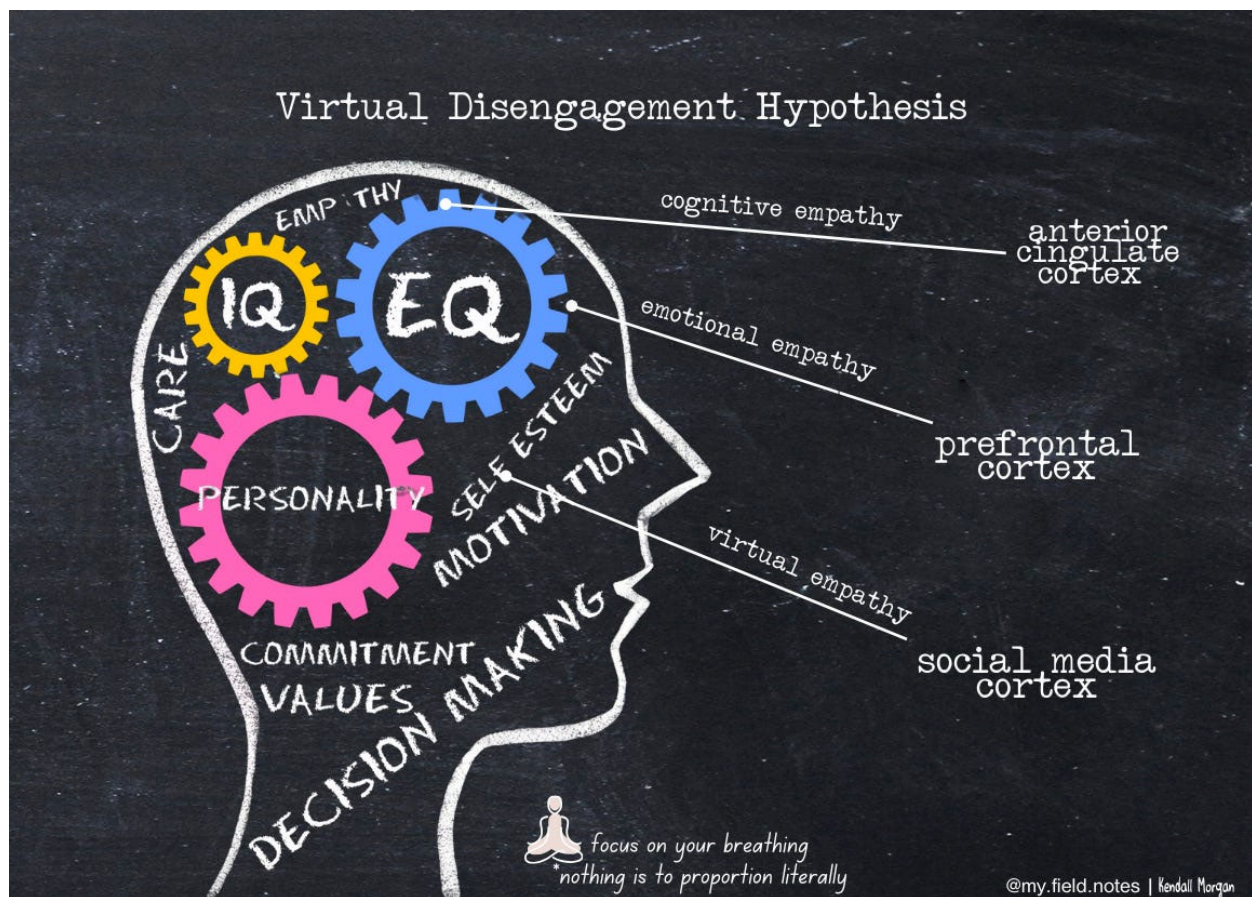 Virtual Disengagement Hypothesis
EMPATHY
cognitive empathy
anterior
cingulate
cortex
IQ
EQ
emotional empathy
CARE
prefrontal
cortex
SELF ESTEEM
MOTIVATION
PERSONALITY
virtual empathy
social media
cortex
COMMITMENT
VALUES
DECISION MAKING
focus on your breathing
*nothing is to proportion literally
@my.field.notes | Kendall Morgan